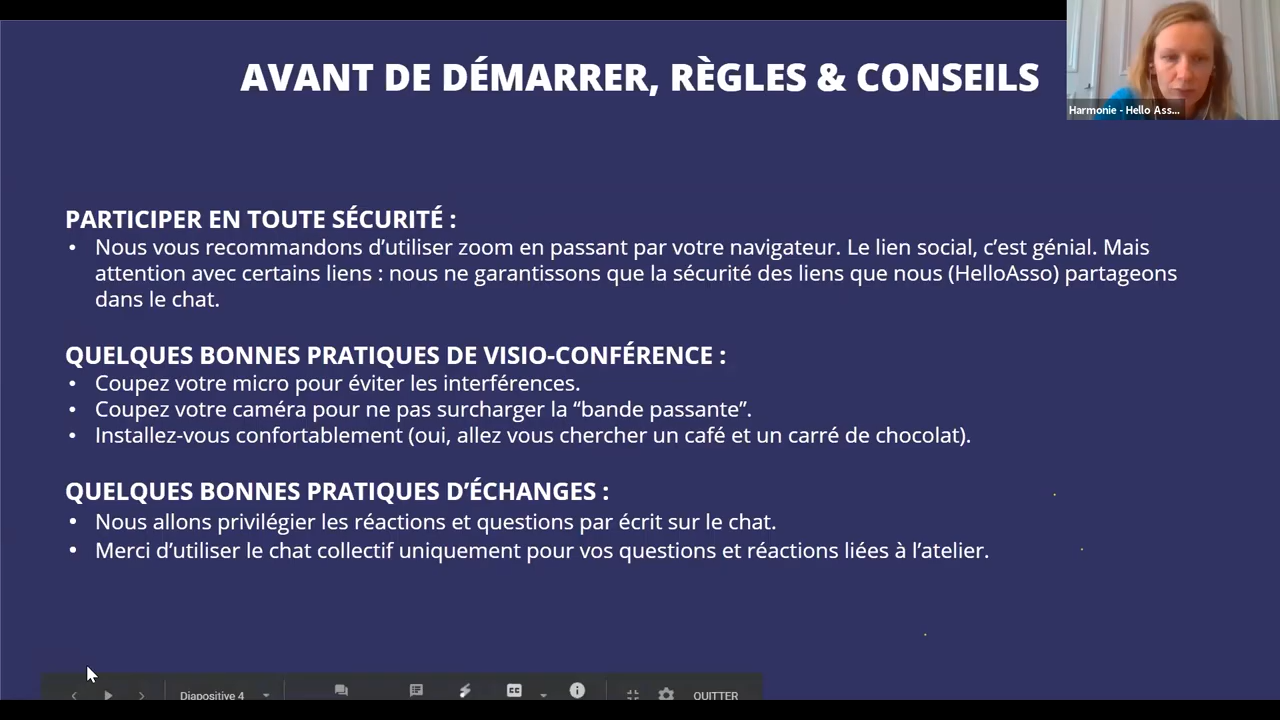 AVANT DE DÉMARRER, RÈGLES & CONSEILS
Harmonie - Hello Ass...
PARTICIPER EN TOUTE SÉCURITÉ :
• Nous vous recommandons d’utiliser zoom en passant par votre navigateur. Le lien social, c’est génial. Mais
attention avec certains liens : nous ne garantissons que la sécurité des liens que nous (HelloAsso) partageons
dans le chat.
QUELQUES BONNES PRATIQUES DE VISIO-CONFÉRENCE :
• Coupez votre micro pour éviter les interférences.
• Coupez votre caméra pour ne pas surcharger la “bande passante”.
• Installez-vous confortablement (oui, allez vous chercher un café et un carré de chocolat).
QUELQUES BONNES PRATIQUES D’ÉCHANGES :
• Nous allons privilégier les réactions et questions par écrit sur le chat.
• Merci d’utiliser le chat collectif uniquement pour vos questions et réactions liées à l’atelier.
Diapositive 4 CC QUITTER